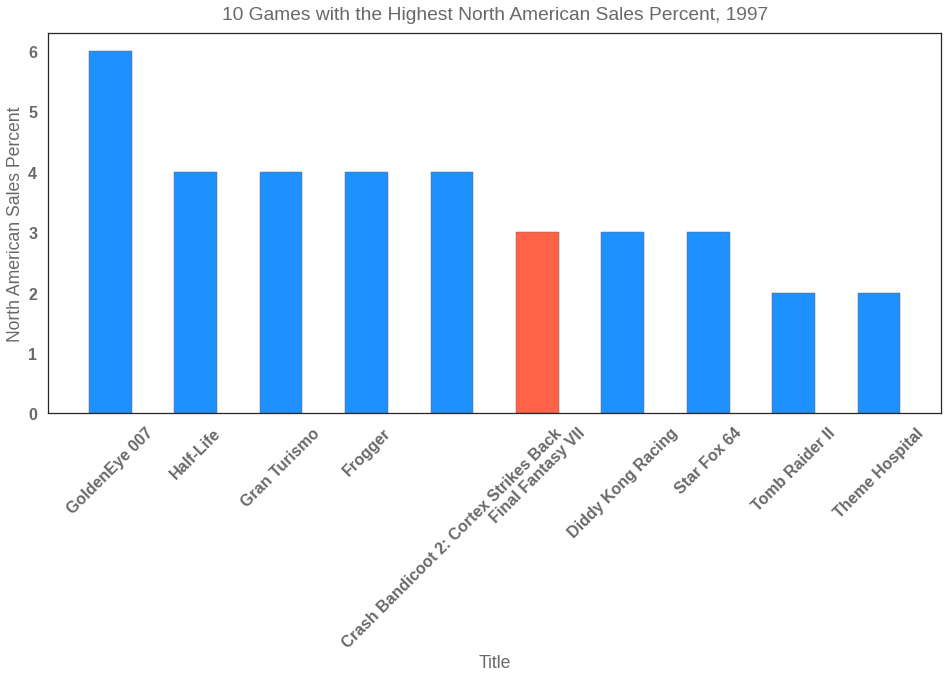 10 Games with the Highest North American Sales Percent, 1997
North American Sales Percent
6
5
4
3
2
1
0
GoldenEye 007
Half-Life
Gran Turismo
Frogger
Crash Bandicoot 2: Cortex Strikes Back
Final Fantasy VII
Diddy Kong Racing
Star Fox 64
Tomb Raider II
Theme Hospital
Title